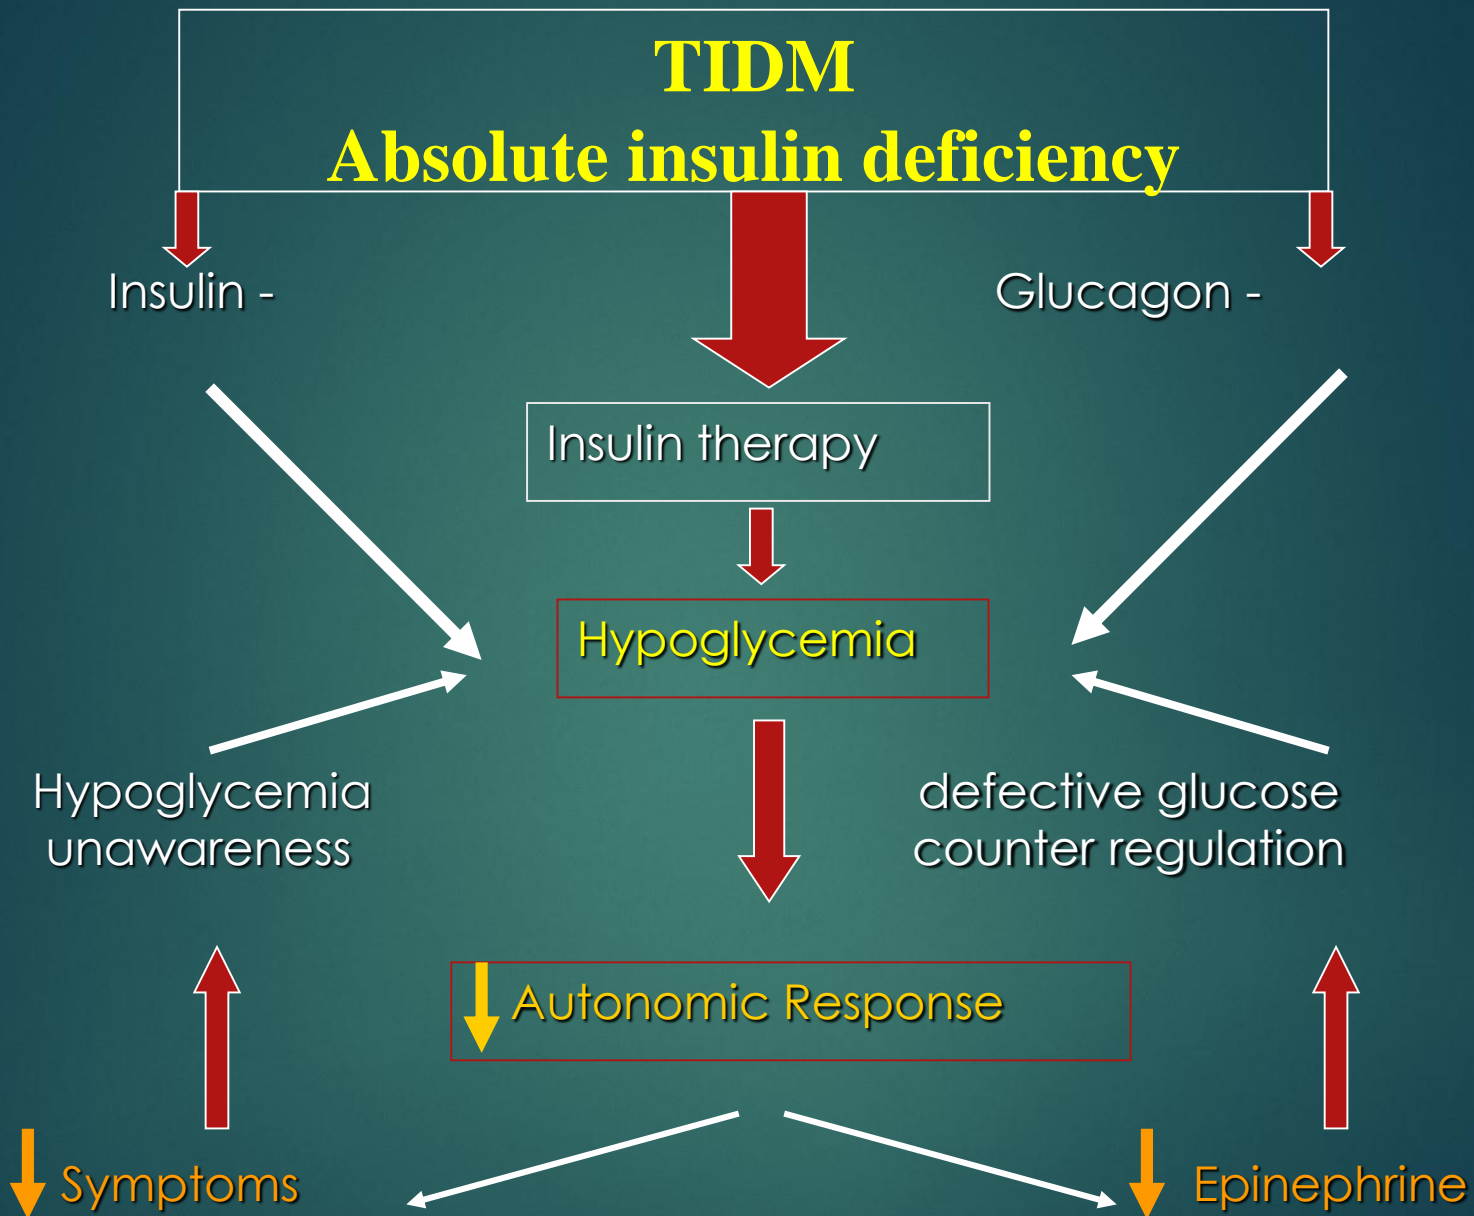 TIDM
Absolute insulin deficiency
Insulin -
Glucagon -
Insulin therapy
Hypoglycemia
Hypoglycemia
unawareness
defective glucose
counter regulation
Autonomic Response
Symptoms
Epinephrine